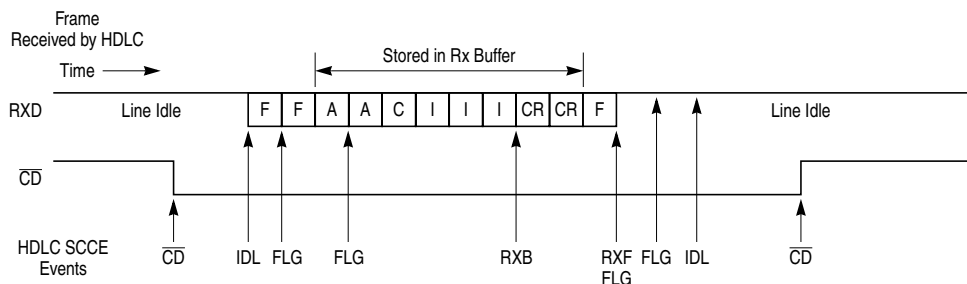 Frame
Received by HDLC
Stored in Rx Buffer
Time
RXD
Line Idle
F F A A C I I I CR CR F
Line Idle
CD
HDLC SCCE
Events
CD IDL FLG FLG RXB RXF FLG IDL CD
FLG